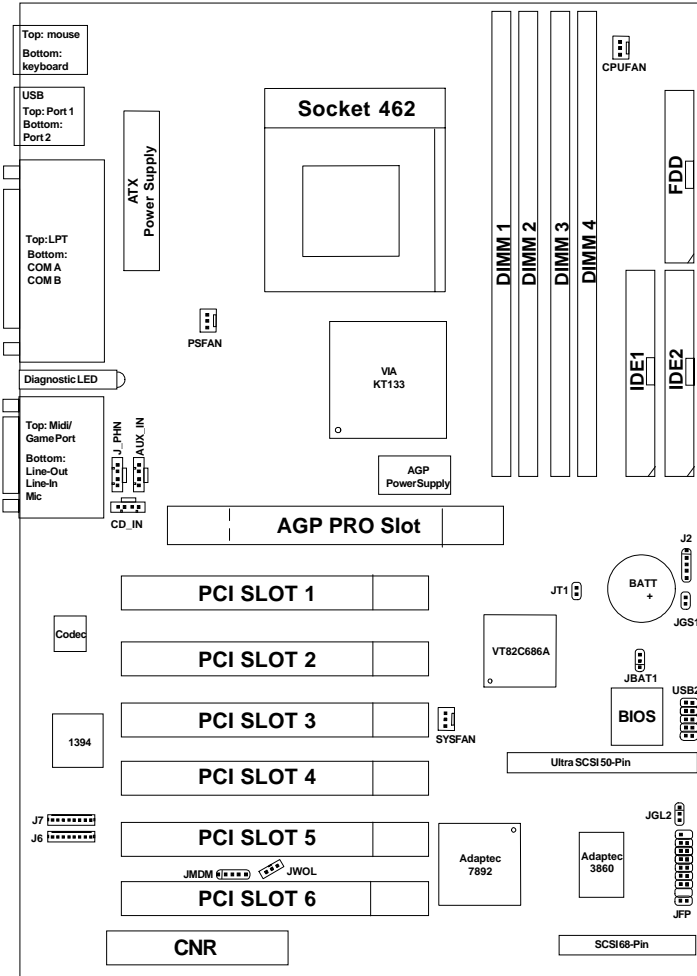 Top: mouse
Bottom:
keyboard
USB
Top: Port 1
Bottom:
Port 2
ATX
Power Supply
Socket 462
CPUFAN
DIMM 1
DIMM 2
DIMM 3
DIMM 4
FDD
Top:LPT
Bottom:
COM A
COM B
PSFAN
VIA
KT133
IDE1
IDE2
Diagnostic LED
Top: Midi/
GamePort
Bottom:
Line-Out
Line-In
Mic
J_PHN
AUX_IN
CD_IN
AGP
PowerSupply
AGP PRO Slot
J2
BATT
+
JT1
JGS1
PCI SLOT 1
Codec
PCI SLOT 2
VT82C686A
JBAT1
USB2
BIOS
PCI SLOT 3
1394
SYSFAN
Ultra SCSI 50-Pin
PCI SLOT 4
J7
J6
JGL2
PCI SLOT 5
JMDM
JWOL
Adaptec
7892
Adaptec
3860
PCI SLOT 6
JFP
CNR
SCSI68-Pin